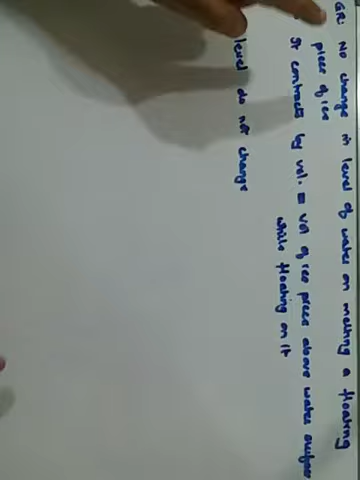 GR: No change in level of water on melting a floating
piece of ice
It contracts by vol. = vol of ice piece above water surface
while floating on it
level do not change